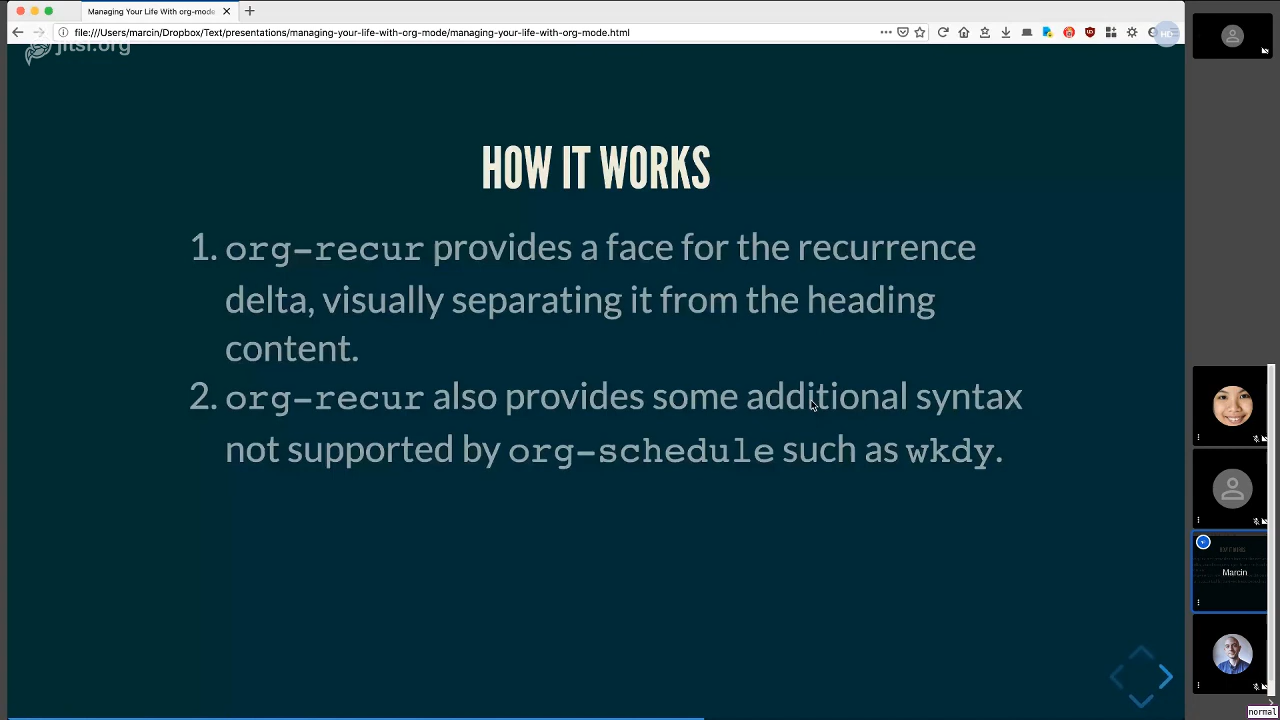 Managing Your Life With org-mode
file:///Users/marcin/Dropbox/Text/presentations/managing-your-life-with-org-mode/managing-your-life-with-org-mode.html
HD
jitsi.org
HOW IT WORKS
1. org-recur provides a face for the recurrence
delta, visually separating it from the heading
content.
2. org-recur also provides some additional syntax
not supported by org-schedule such as wkdy.
Marcin
normal